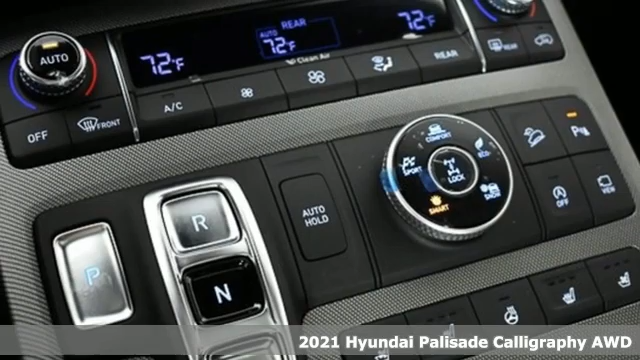 AUTO
72°F
REAR
AUTO
72°F
72°F
Clean Air
OFF
FRONT
A/C
REAR
REAR
COMFORT
SPORT
ECO
LOCK
SMART
SNOW
P
R
N
AUTO
HOLD
OFF
VIEW
2021 Hyundai Palisade Calligraphy AWD